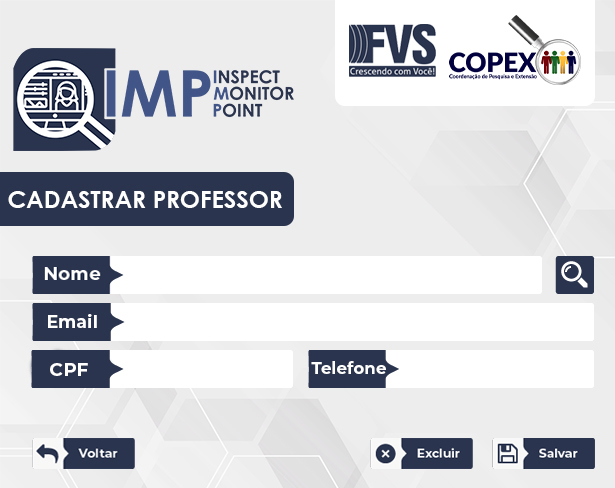 IMP
INSPECT
MONITOR
POINT
FVS
Crescendo com Você!
COPEX
Coordenação de Pesquisa e Extensão
CADASTRAR PROFESSOR
Nome
Email
CPF
Telefone
Voltar
Excluir
Salvar